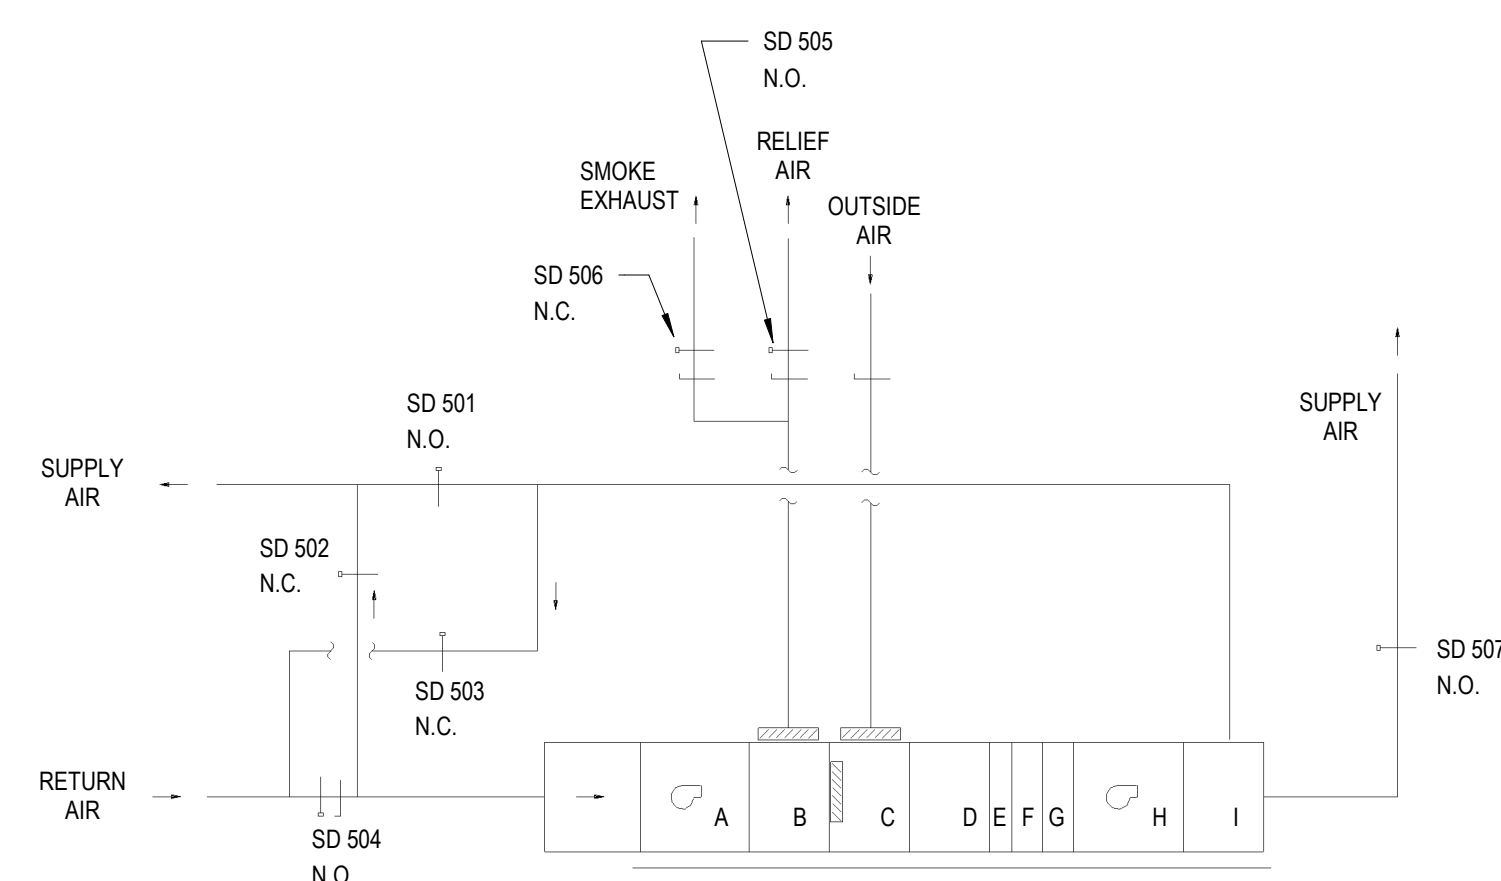 SD 505
N.O.
RELIEF
AIR
SMOKE
EXHAUST
OUTSIDE
AIR
SD 506
N.C.
SD 501
N.O.
SUPPLY
AIR
SUPPLY
AIR
SD 502
N.C.
SD 503
N.C.
SD 507
N.O.
RETURN
AIR
SD 504
N.O.
A B C D E F G H I